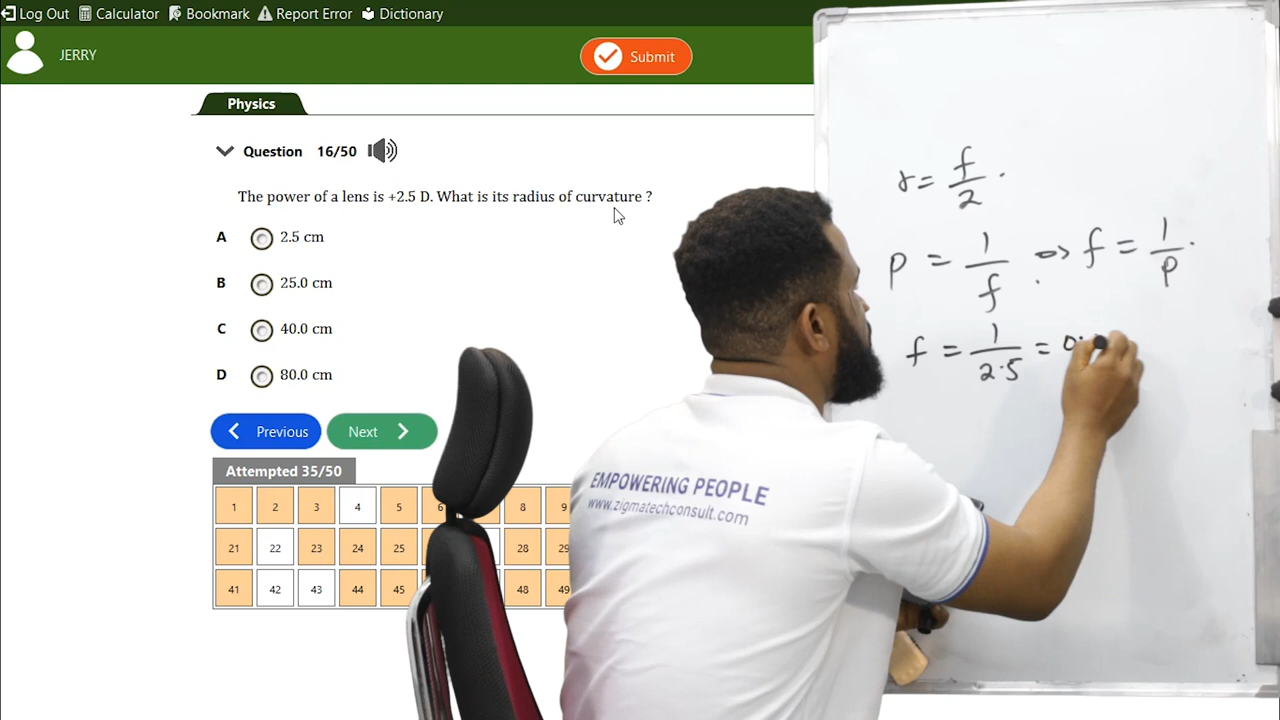 Log Out Calculator Bookmark Report Error Dictionary
JERRY
Submit
Physics
Question 16/50
The power of a lens is +2.5 D. What is its radius of curvature ?
A 2.5 cm
B 25.0 cm
C 40.0 cm
D 80.0 cm
Previous Next
Attempted 35/50
1 2 3 4 5 6 8 9
21 22 23 24 25 28 29
41 42 43 44 45 48 49
r = f/2 .
P = 1/f . => f = 1/P .
f = 1/2.5 = 0.
EMPOWERING PEOPLE
www.zigmatechconsult.com